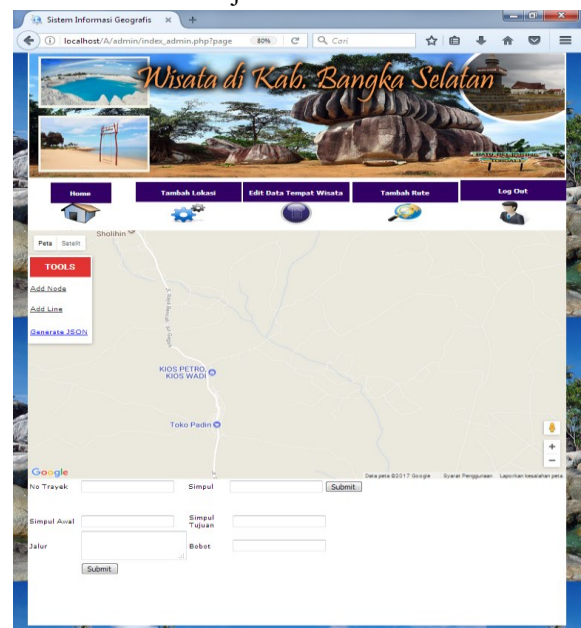 Sistem Informasi Geografis
localhost/A/admin/index_admin.php?page
80%
Cari
Wisata di Kab. Bangka Selatan
Home
Tambah Lokasi
Edit Data Tempat Wisata
Tambah Rute
Log Out
Peta Satelit
Sholihin
TOOLS
Add Node
Add Line
Generate JSON
KIOS PETRO,
KIOS WADI
Toko Padin
Google
Data peta ©2017 Google Syarat Penggunaan Laporkan kesalahan peta
No Trayek Simpul Submit
Simpul Awal Simpul Tujuan
Jalur Bobot
Submit